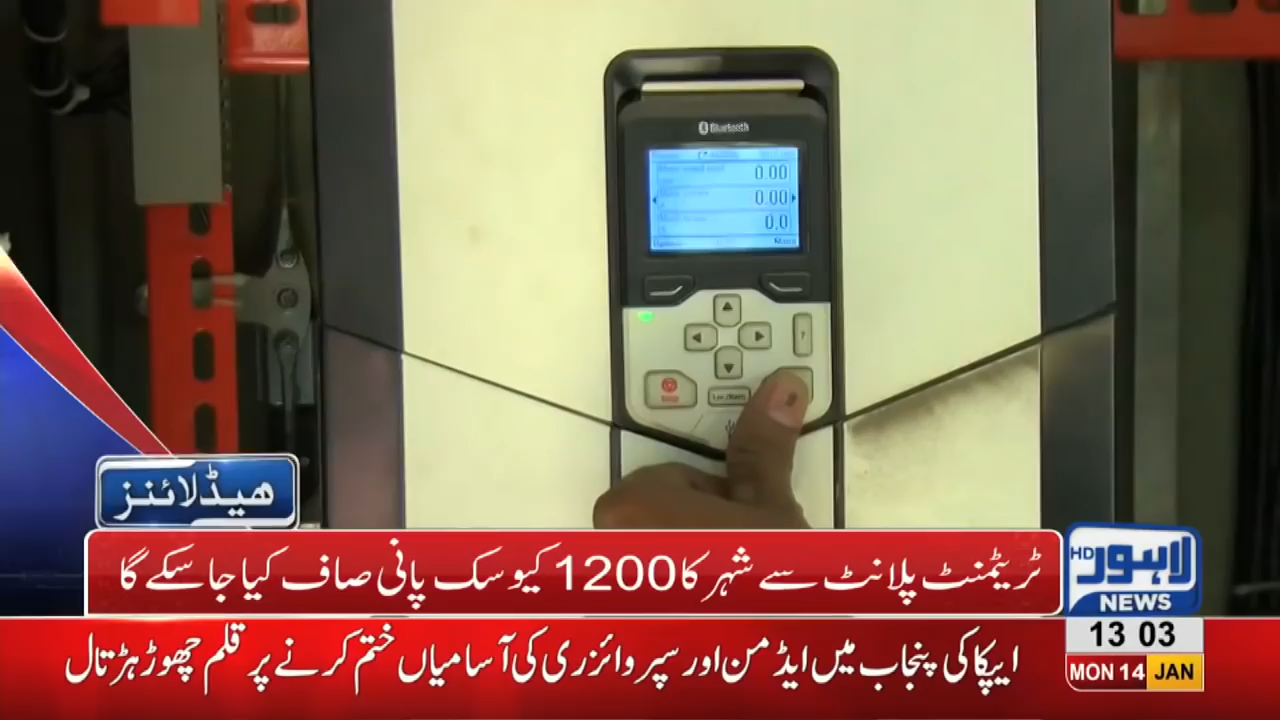 Bluetooth
0.00
0.00
0.0
Menu
?
Stop
Loc/Rem
ھیڈلائنز
ٹریٹمنٹ پلانٹ سے شہر کا 1200 کیوسک پانی صاف کیا جا سکے گا
HD لاہور
NEWS
13 03
MON 14 JAN
ایپکا کی پنجاب میں ایڈمن اور سپروائزری کی آسامیاں ختم کرنے پر قلم چھوڑ ہڑتال